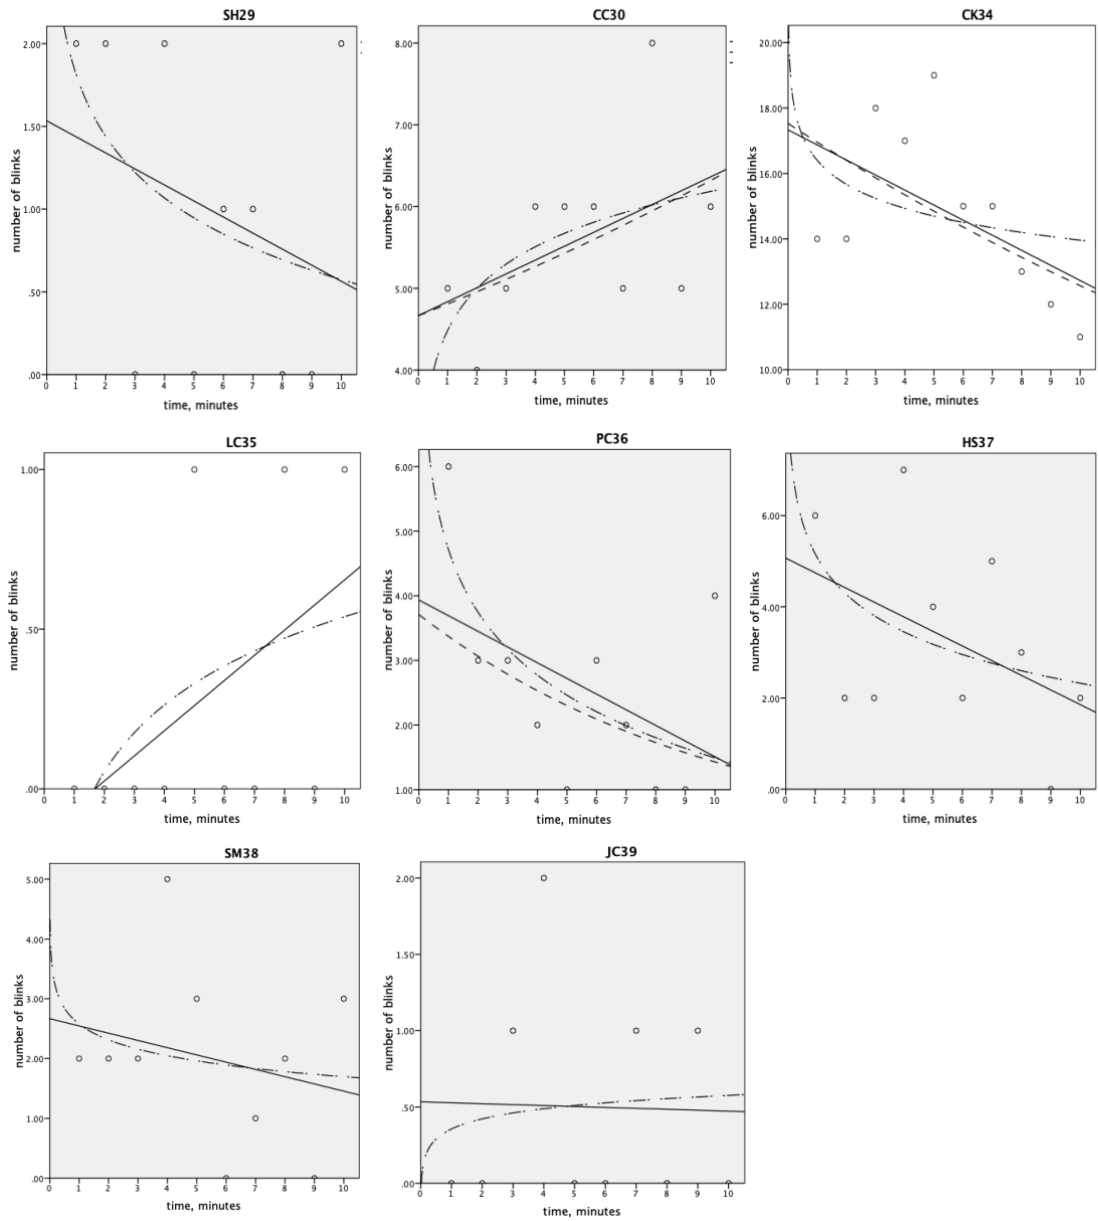 SH29
number of blinks
2.00
1.50
1.00
.50
.00
0 1 2 3 4 5 6 7 8 9 10
time, minutes
CC30
number of blinks
8.00
7.00
6.00
5.00
4.00
0 1 2 3 4 5 6 7 8 9 10
time, minutes
CK34
number of blinks
20.00
18.00
16.00
14.00
12.00
10.00
0 1 2 3 4 5 6 7 8 9 10
time, minutes
LC35
number of blinks
1.00
.50
.00
0 1 2 3 4 5 6 7 8 9 10
time, minutes
PC36
number of blinks
6.00
5.00
4.00
3.00
2.00
1.00
0 1 2 3 4 5 6 7 8 9 10
time, minutes
HS37
number of blinks
6.00
4.00
2.00
.00
0 1 2 3 4 5 6 7 8 9 10
time, minutes
SM38
number of blinks
5.00
4.00
3.00
2.00
1.00
.00
0 1 2 3 4 5 6 7 8 9 10
time, minutes
JC39
number of blinks
2.00
1.50
1.00
.50
.00
0 1 2 3 4 5 6 7 8 9 10
time, minutes